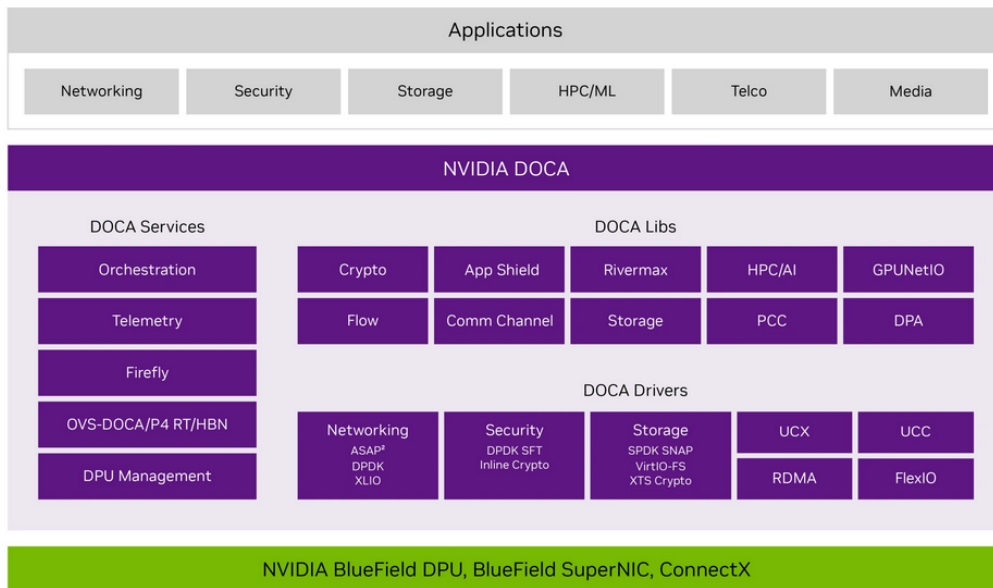 Applications
Networking
Security
Storage
HPC/ML
Telco
Media
NVIDIA DOCA
DOCA Services
Orchestration
Telemetry
Firefly
OVS-DOCA/P4 RT/HBN
DPU Management
DOCA Libs
Crypto
App Shield
Rivermax
HPC/AI
GPUNetIO
Flow
Comm Channel
Storage
PCC
DPA
DOCA Drivers
Networking
ASAP²
DPDK
XLIO
Security
DPDK SFT
Inline Crypto
Storage
SPDK SNAP
VirtIO-FS
XTS Crypto
UCX
UCC
RDMA
FlexIO
NVIDIA BlueField DPU, BlueField SuperNIC, ConnectX